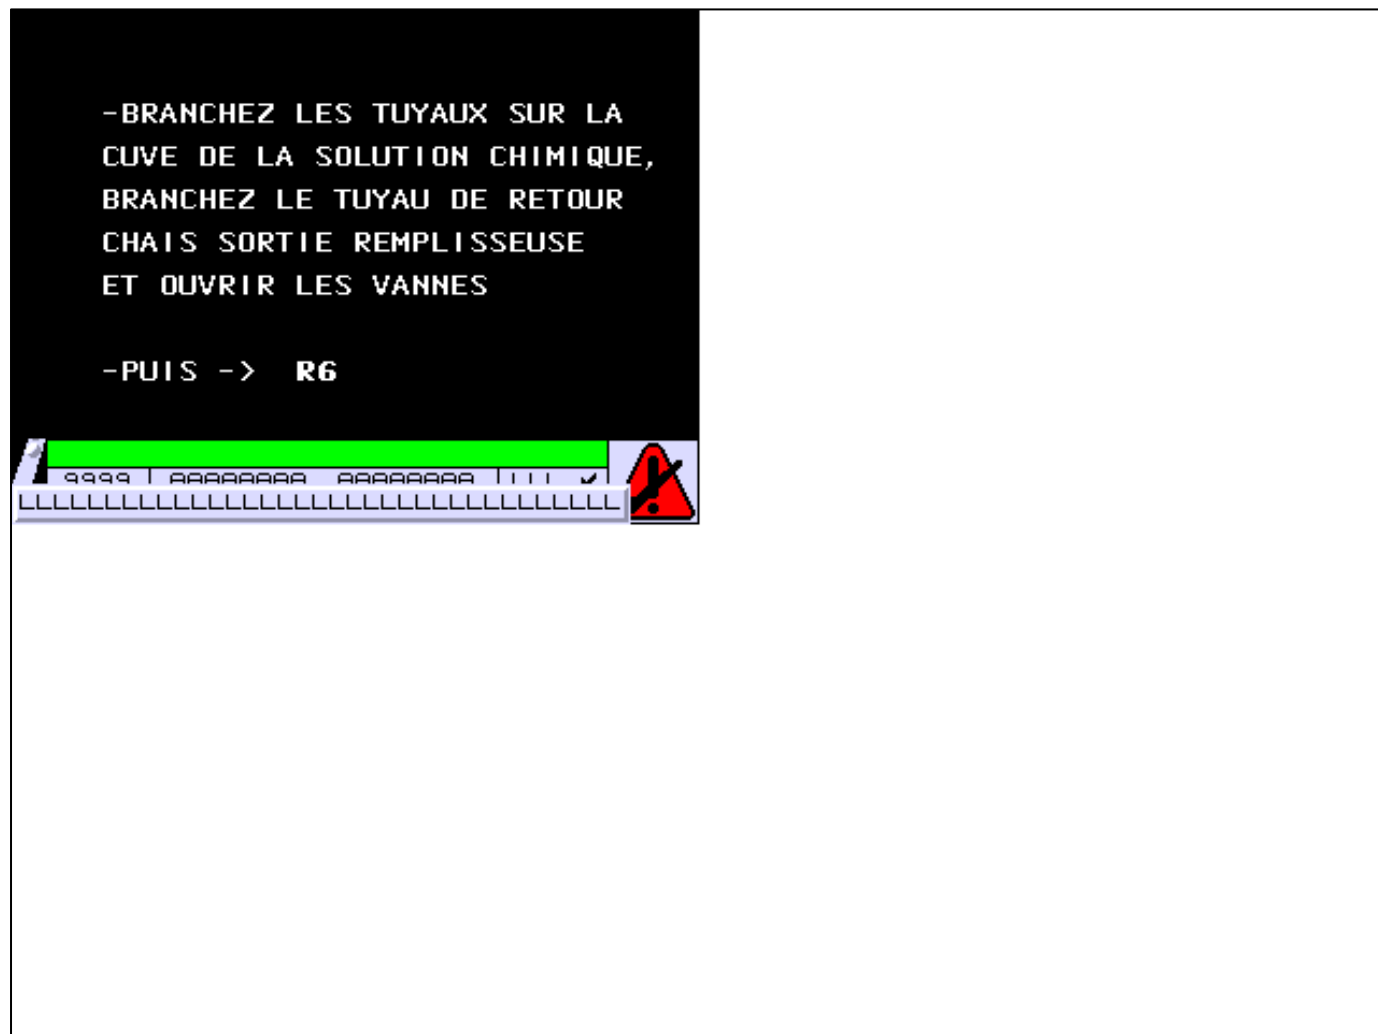 -BRANCHEZ LES TUYAUX SUR LA
CUVE DE LA SOLUTION CHIMIQUE,
BRANCHEZ LE TUYAU DE RETOUR
CHAIS SORTIE REMPLISSEUSE
ET OUVRIR LES VANNES
-PUIS -> R6
LLLLLLLLLLLLLLLLLLLLLLLLLLLLLLLLLLL